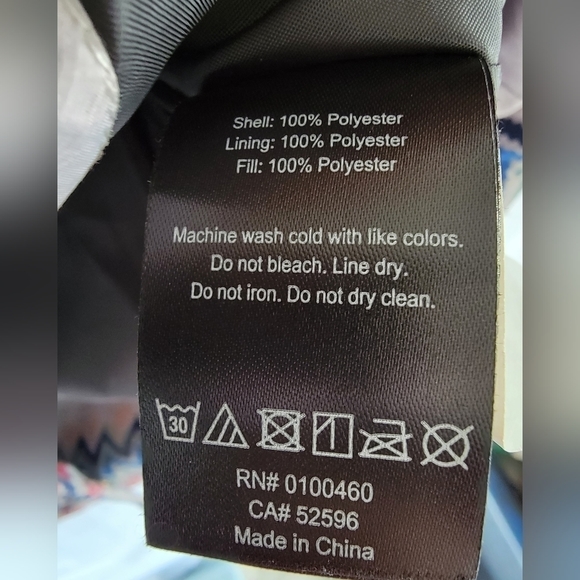 Shell: 100% Polyester
Lining: 100% Polyester
Fill: 100% Polyester
Machine wash cold with like colors.
Do not bleach. Line dry.
Do not iron. Do not dry clean.
30
RN# 0100460
CA# 52596
Made in China